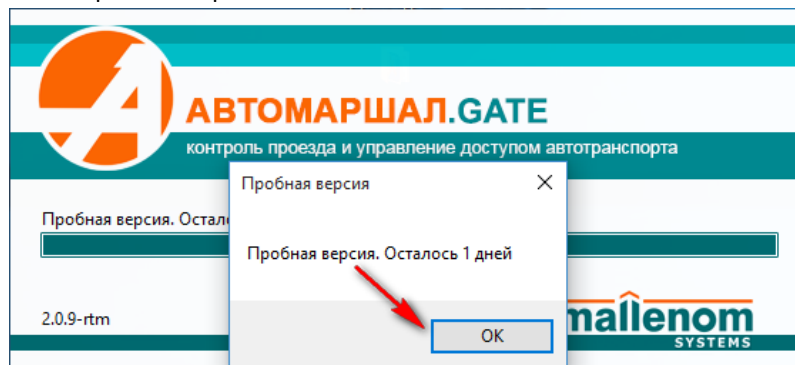 АВТОМАРШАЛ.GATE
контроль проезда и управление доступом автотранспорта
Пробная версия
Пробная версия. Остал
Пробная версия. Осталось 1 дней
2.0.9-rtm
OK
mallenom
SYSTEMS